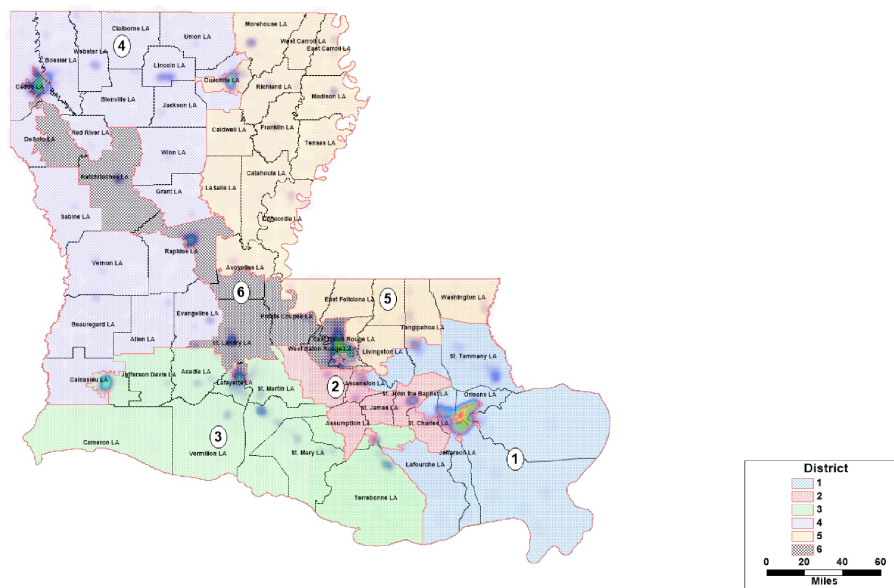 Morehouse LA
Claiborne LA
Union LA
West Carroll LA
East Carroll LA
4
Webster LA
Bossier LA
Lincoln LA
Ouachita LA
Caddo LA
Richland LA
Madison LA
Bienville LA
Jackson LA
Franklin LA
Red River LA
Caldwell LA
DeSoto LA
Tensas LA
Winn LA
Natchitoches LA
Catahoula LA
Grant LA
LaSalle LA
Sabine LA
Concordia LA
Rapides LA
Vernon LA
Avoyelles LA
6
East Feliciana LA
5
Washington LA
Evangeline LA
Pointe Coupee LA
Beauregard LA
Tangipahoa LA
Allen LA
East Baton Rouge LA
St. Landry LA
West Baton Rouge LA
Livingston LA
St. Tammany LA
Calcasieu LA
Jefferson Davis LA
Acadia LA
Lafayette LA
St. Martin LA
2
Ascension LA
St. John the Baptist LA
Orleans LA
St. James LA
Assumption LA
St. Charles LA
3
Cameron LA
Vermilion LA
St. Mary LA
Jefferson LA
1
Lafourche LA
Terrebonne LA
District
1
2
3
4
5
6
0 20 40 60
Miles